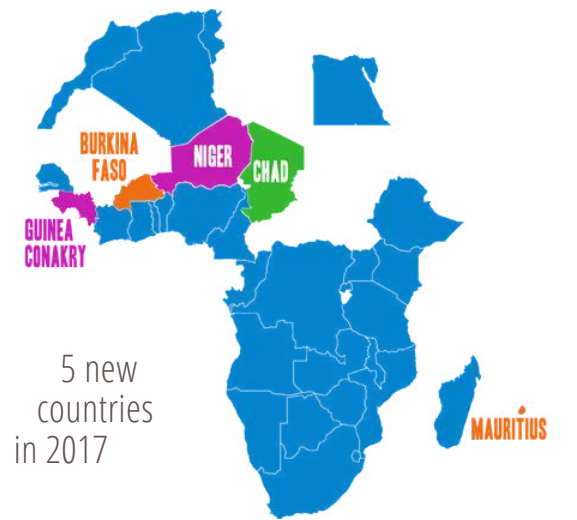 BURKINA
FASO
NIGER
CHAD
GUINEA
CONAKRY
5 new
countries
in 2017
MAURITIUS